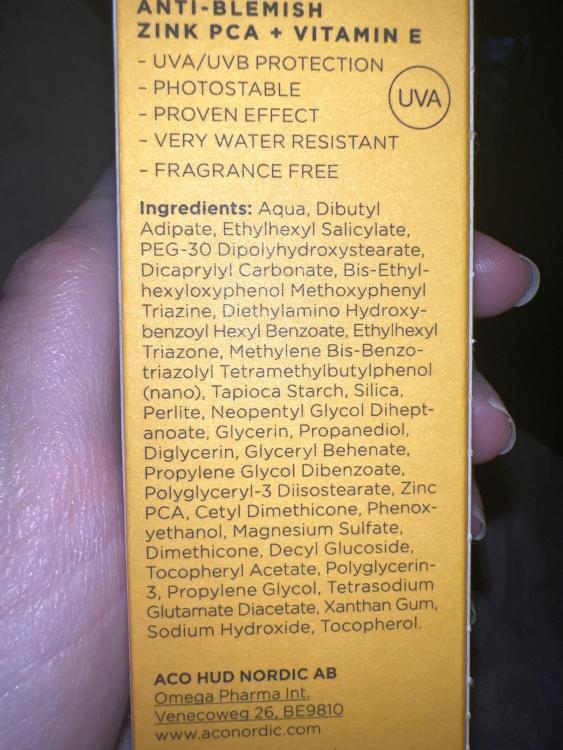 ANTI-BLEMISH
ZINK PCA + VITAMIN E
- UVA/UVB PROTECTION
- PHOTOSTABLE
UVA
- PROVEN EFFECT
- VERY WATER RESISTANT
- FRAGRANCE FREE
Ingredients: Aqua, Dibutyl
Adipate, Ethylhexyl Salicylate,
PEG-30 Dipolyhydroxystearate,
Dicaprylyl Carbonate, Bis-Ethyl-
hexyloxyphenol Methoxyphenyl
Triazine, Diethylamino Hydroxy-
benzoyl Hexyl Benzoate, Ethylhexyl
Triazone, Methylene Bis-Benzo-
triazolyl Tetramethylbutylphenol
(nano), Tapioca Starch, Silica,
Perlite, Neopentyl Glycol Dihept-
anoate, Glycerin, Propanediol,
Diglycerin, Glyceryl Behenate,
Propylene Glycol Dibenzoate,
Polyglyceryl-3 Diisostearate, Zinc
PCA, Cetyl Dimethicone, Phenox-
yethanol, Magnesium Sulfate,
Dimethicone, Decyl Glucoside,
Tocopheryl Acetate, Polyglycerin-
3, Propylene Glycol, Tetrasodium
Glutamate Diacetate, Xanthan Gum,
Sodium Hydroxide, Tocopherol.
ACO HUD NORDIC AB
Omega Pharma Int.
Venecoweg 26, BE9810
www.aconordic.com